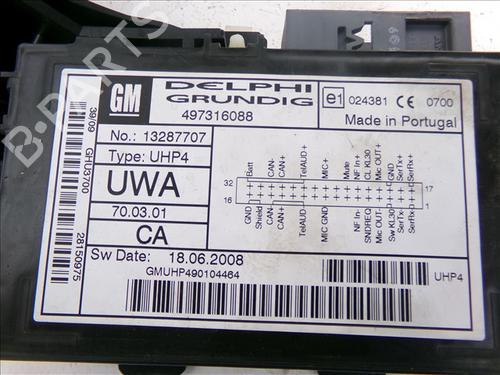 GM
DELPHI
GRUNDIG
497316088
e1 024381 CE 0700
Made in Portugal
39/09 GHU3700 28150875
No.: 13287707
Type: UHP4
UWA
70.03.01
CA
Sw Date: 18.06.2008
GMUHP490104464
UHP4
Batt
CAN-
CAN+
TelAUD+
MIC+
Mute
NF In+
CL KL30
Mic OUT+
GND
SerTx+
SerRx+
32
17
16
1
GND
Shield
CAN-
CAN+
TelAUD-
MIC GND
NF In-
SNDREQ
Mic OUT-
Sw KL30
SerTx-
SerRx-
B-PARTS